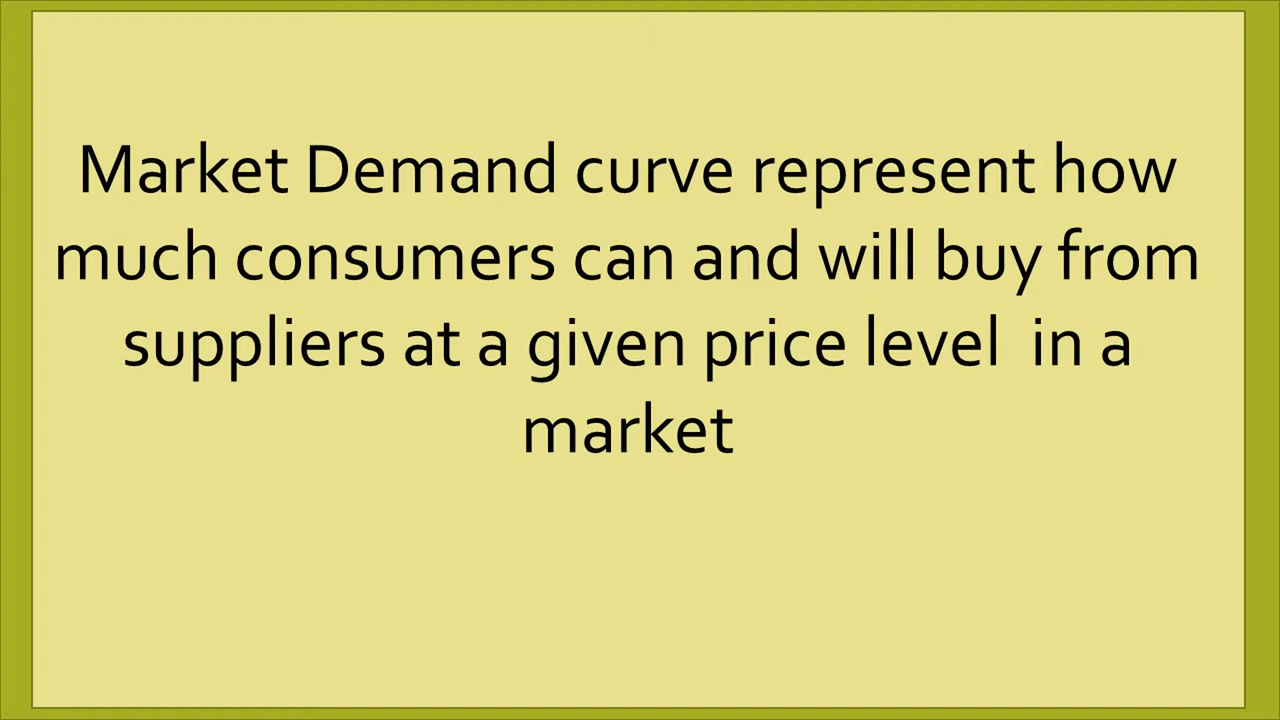 Market Demand curve represent how
much consumers can and will buy from
suppliers at a given price level  in a
market